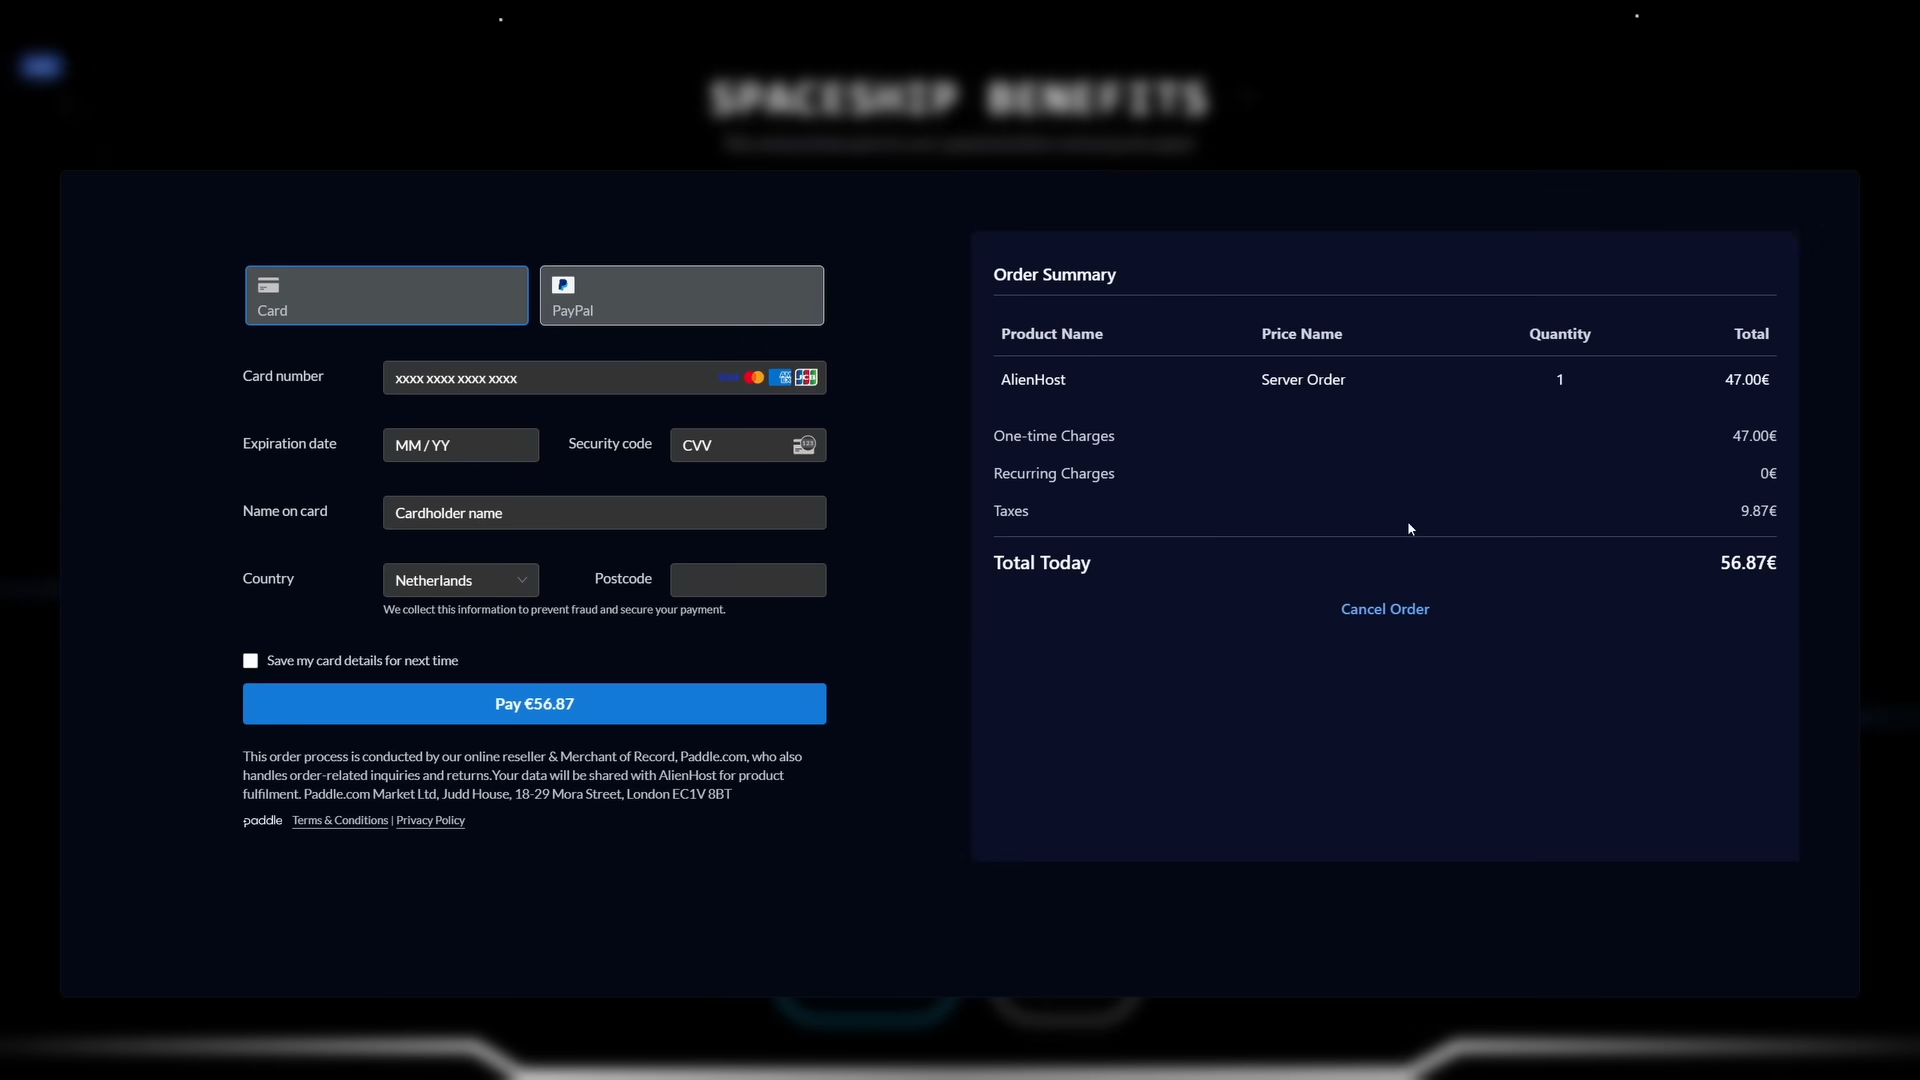 SPACESHIP BENEFITS
Card
PayPal
Card number
xxxx xxxx xxxx xxxx
Expiration date
MM / YY
Security code
CVV
Name on card
Cardholder name
Country
Netherlands
Postcode
We collect this information to prevent fraud and secure your payment.
Save my card details for next time
Pay €56.87
This order process is conducted by our online reseller & Merchant of Record, Paddle.com, who also
handles order-related inquiries and returns.Your data will be shared with AlienHost for product
fulfilment. Paddle.com Market Ltd, Judd House, 18-29 Mora Street, London EC1V 8BT
paddle Terms & Conditions | Privacy Policy
Order Summary
Product Name Price Name Quantity Total
AlienHost Server Order 1 47.00€
One-time Charges 47.00€
Recurring Charges 0€
Taxes 9.87€
Total Today 56.87€
Cancel Order